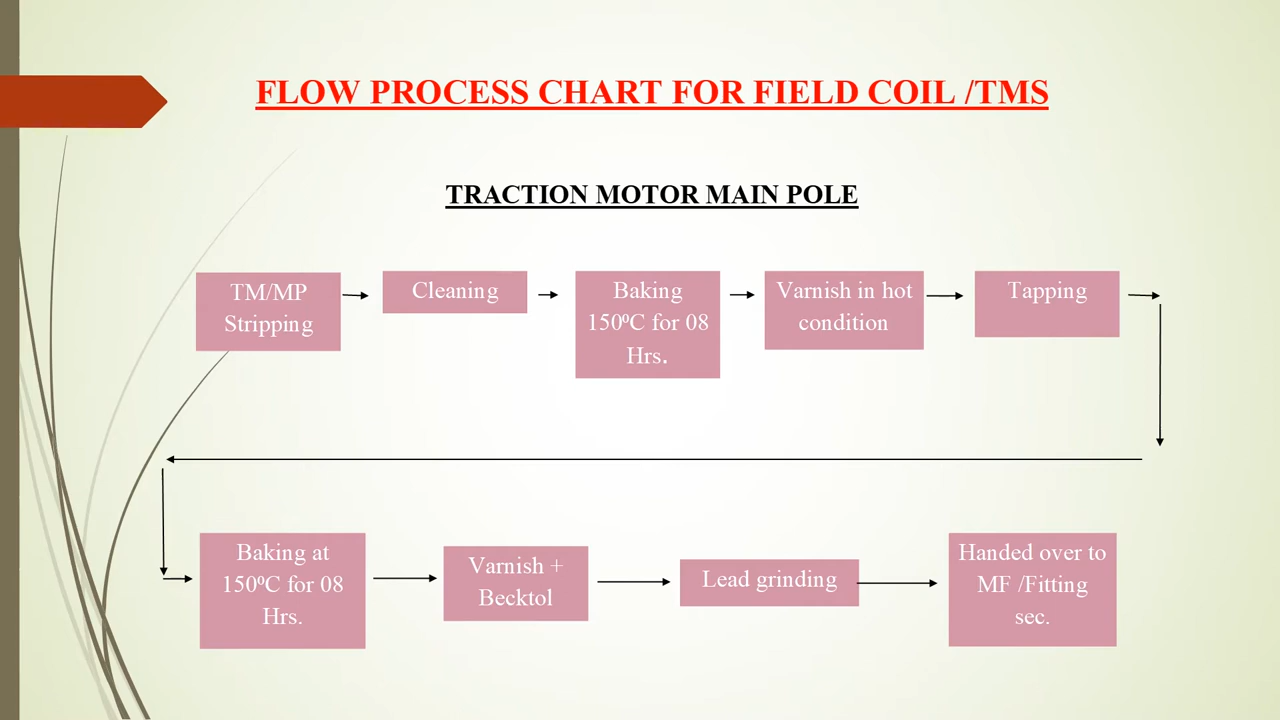 FLOW PROCESS CHART FOR FIELD COIL /TMS
TRACTION MOTOR MAIN POLE
TM/MP
Stripping
Cleaning
Baking
150⁰C for 08
Hrs.
Varnish in hot
condition
Tapping
Baking at
150⁰C for 08
Hrs.
Varnish +
Becktol
Lead grinding
Handed over to
MF /Fitting
sec.